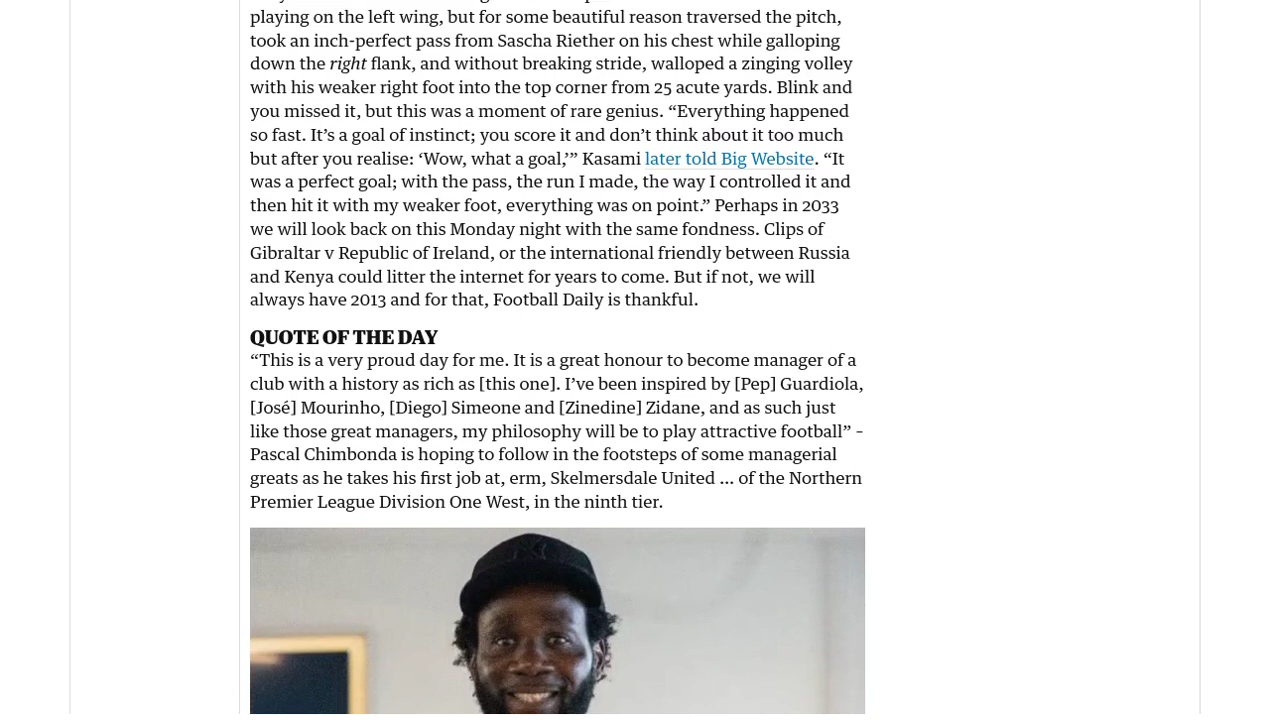 playing on the left wing, but for some beautiful reason traversed the pitch,
took an inch-perfect pass from Sascha Riether on his chest while galloping
down the right flank, and without breaking stride, walloped a zinging volley
with his weaker right foot into the top corner from 25 acute yards. Blink and
you missed it, but this was a moment of rare genius. “Everything happened
so fast. It’s a goal of instinct; you score it and don’t think about it too much
but after you realise: ‘Wow, what a goal,’” Kasami later told Big Website. “It
was a perfect goal; with the pass, the run I made, the way I controlled it and
then hit it with my weaker foot, everything was on point.” Perhaps in 2033
we will look back on this Monday night with the same fondness. Clips of
Gibraltar v Republic of Ireland, or the international friendly between Russia
and Kenya could litter the internet for years to come. But if not, we will
always have 2013 and for that, Football Daily is thankful.
QUOTE OF THE DAY
“This is a very proud day for me. It is a great honour to become manager of a
club with a history as rich as [this one]. I’ve been inspired by [Pep] Guardiola,
[José] Mourinho, [Diego] Simeone and [Zinedine] Zidane, and as such just
like those great managers, my philosophy will be to play attractive football” –
Pascal Chimbonda is hoping to follow in the footsteps of some managerial
greats as he takes his first job at, erm, Skelmersdale United … of the Northern
Premier League Division One West, in the ninth tier.